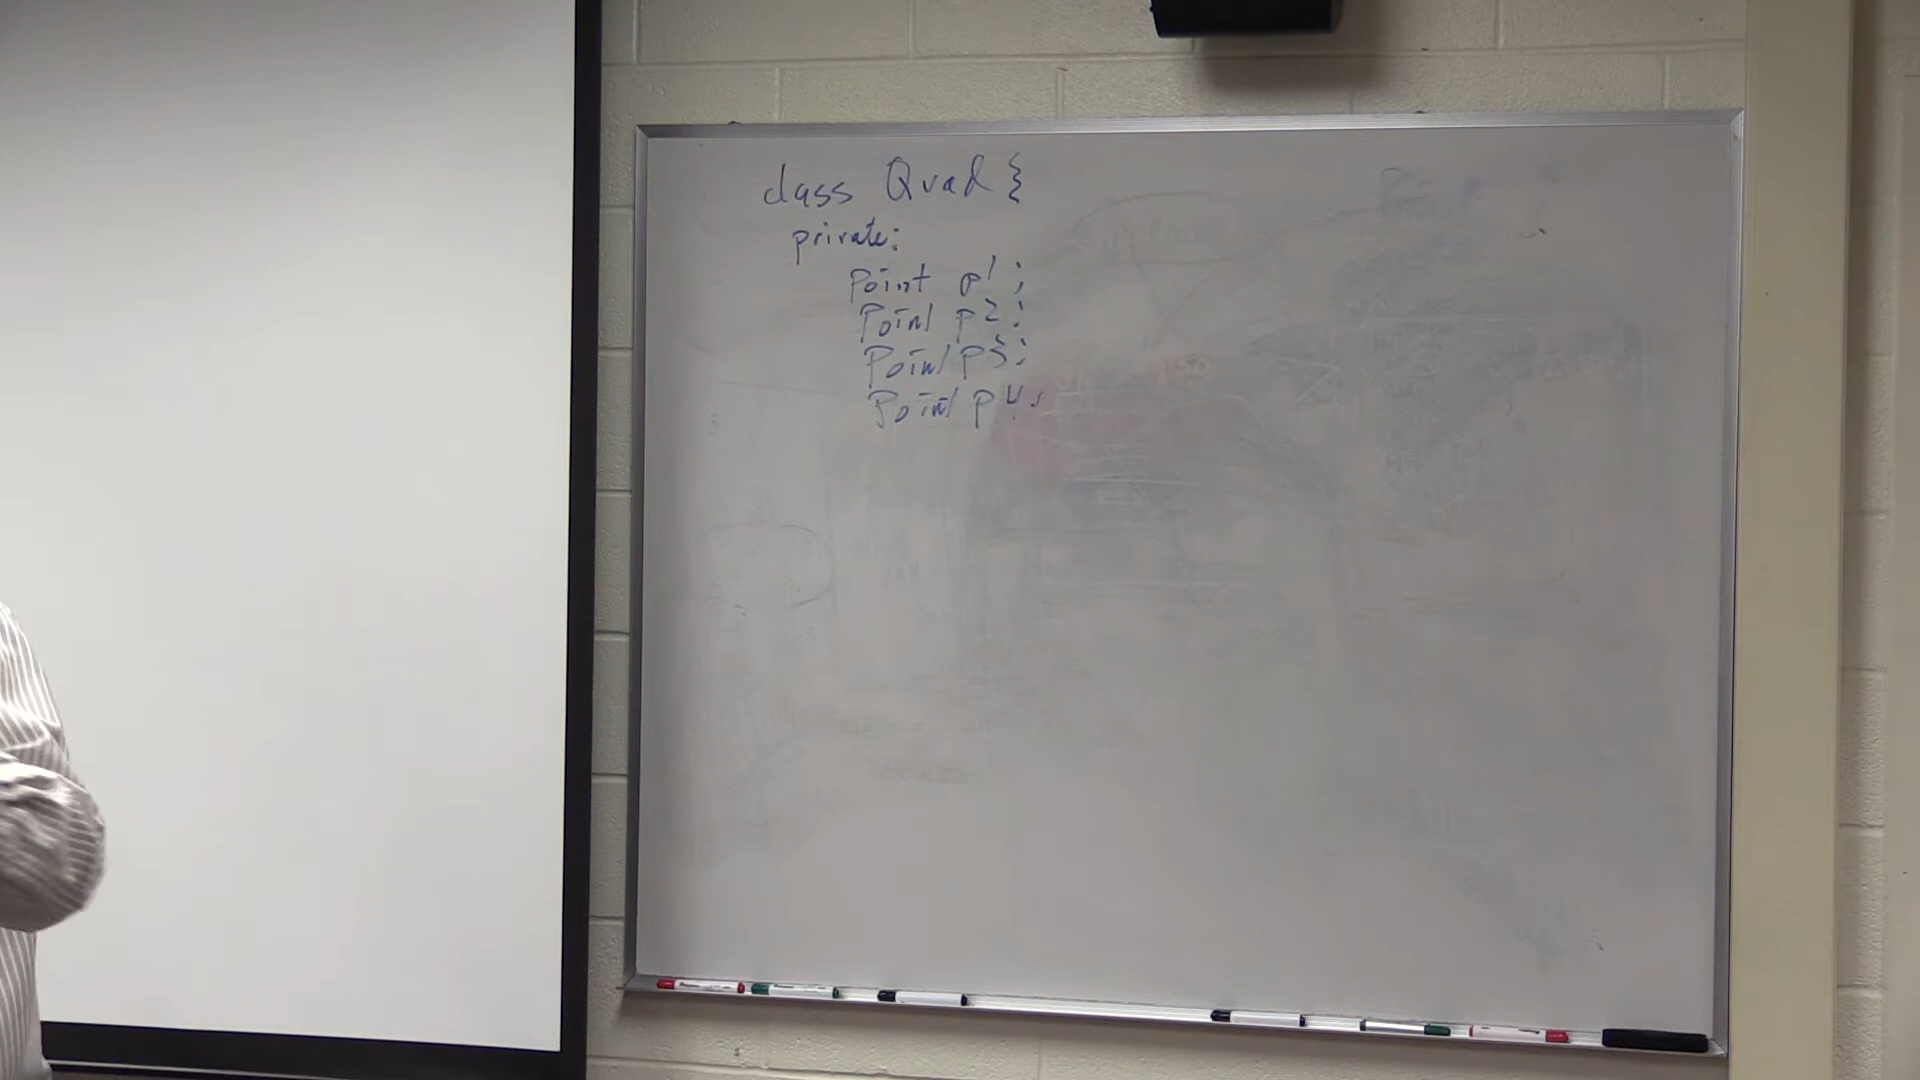 class Quad {
private:
Point p1;
Point p2;
Point p3;
Point p4;